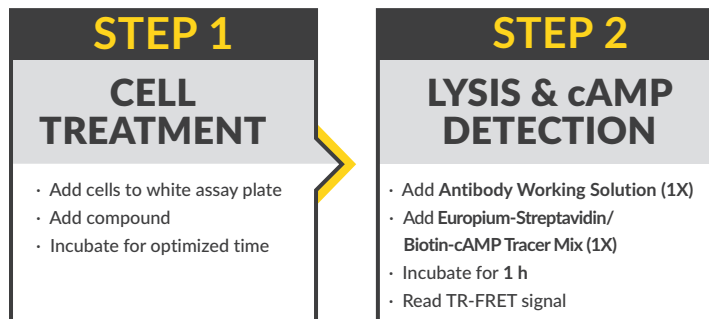 STEP 1
CELL
TREATMENT
· Add cells to white assay plate
· Add compound
· Incubate for optimized time
STEP 2
LYSIS & cAMP
DETECTION
· Add Antibody Working Solution (1X)
· Add Europium-Streptavidin/
Biotin-cAMP Tracer Mix (1X)
· Incubate for 1 h
· Read TR-FRET signal